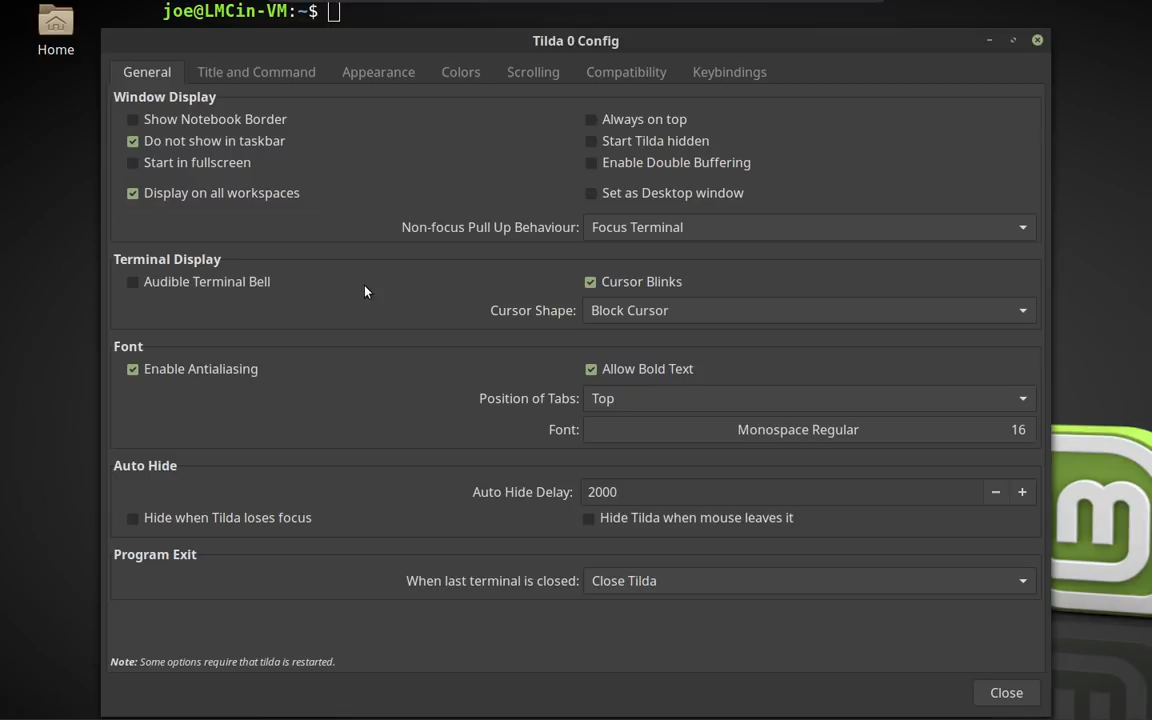 joe@LMCin-VM:~$
Home
Tilda 0 Config
General Title and Command Appearance Colors Scrolling Compatibility Keybindings
Window Display
Show Notebook Border Always on top
Do not show in taskbar Start Tilda hidden
Start in fullscreen Enable Double Buffering
Display on all workspaces Set as Desktop window
Non-focus Pull Up Behaviour: Focus Terminal
Terminal Display
Audible Terminal Bell Cursor Blinks
Cursor Shape: Block Cursor
Font
Enable Antialiasing Allow Bold Text
Position of Tabs: Top
Font: Monospace Regular 16
Auto Hide
Auto Hide Delay: 2000
Hide when Tilda loses focus Hide Tilda when mouse leaves it
Program Exit
When last terminal is closed: Close Tilda
Note: Some options require that tilda is restarted.
Close